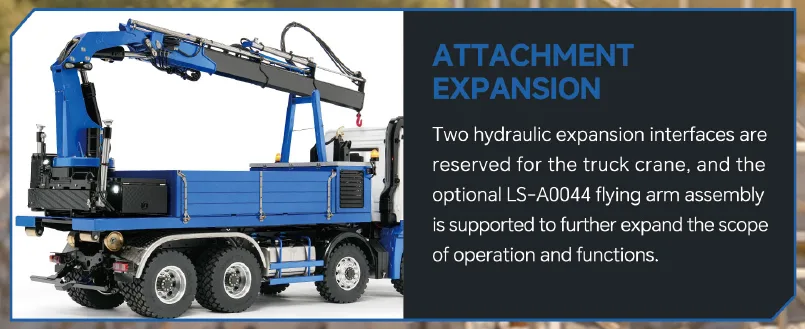 ATTACHMENT
EXPANSION
Two hydraulic expansion interfaces are
reserved for the truck crane, and the
optional LS-A0044 flying arm assembly
is supported to further expand the scope
of operation and functions.